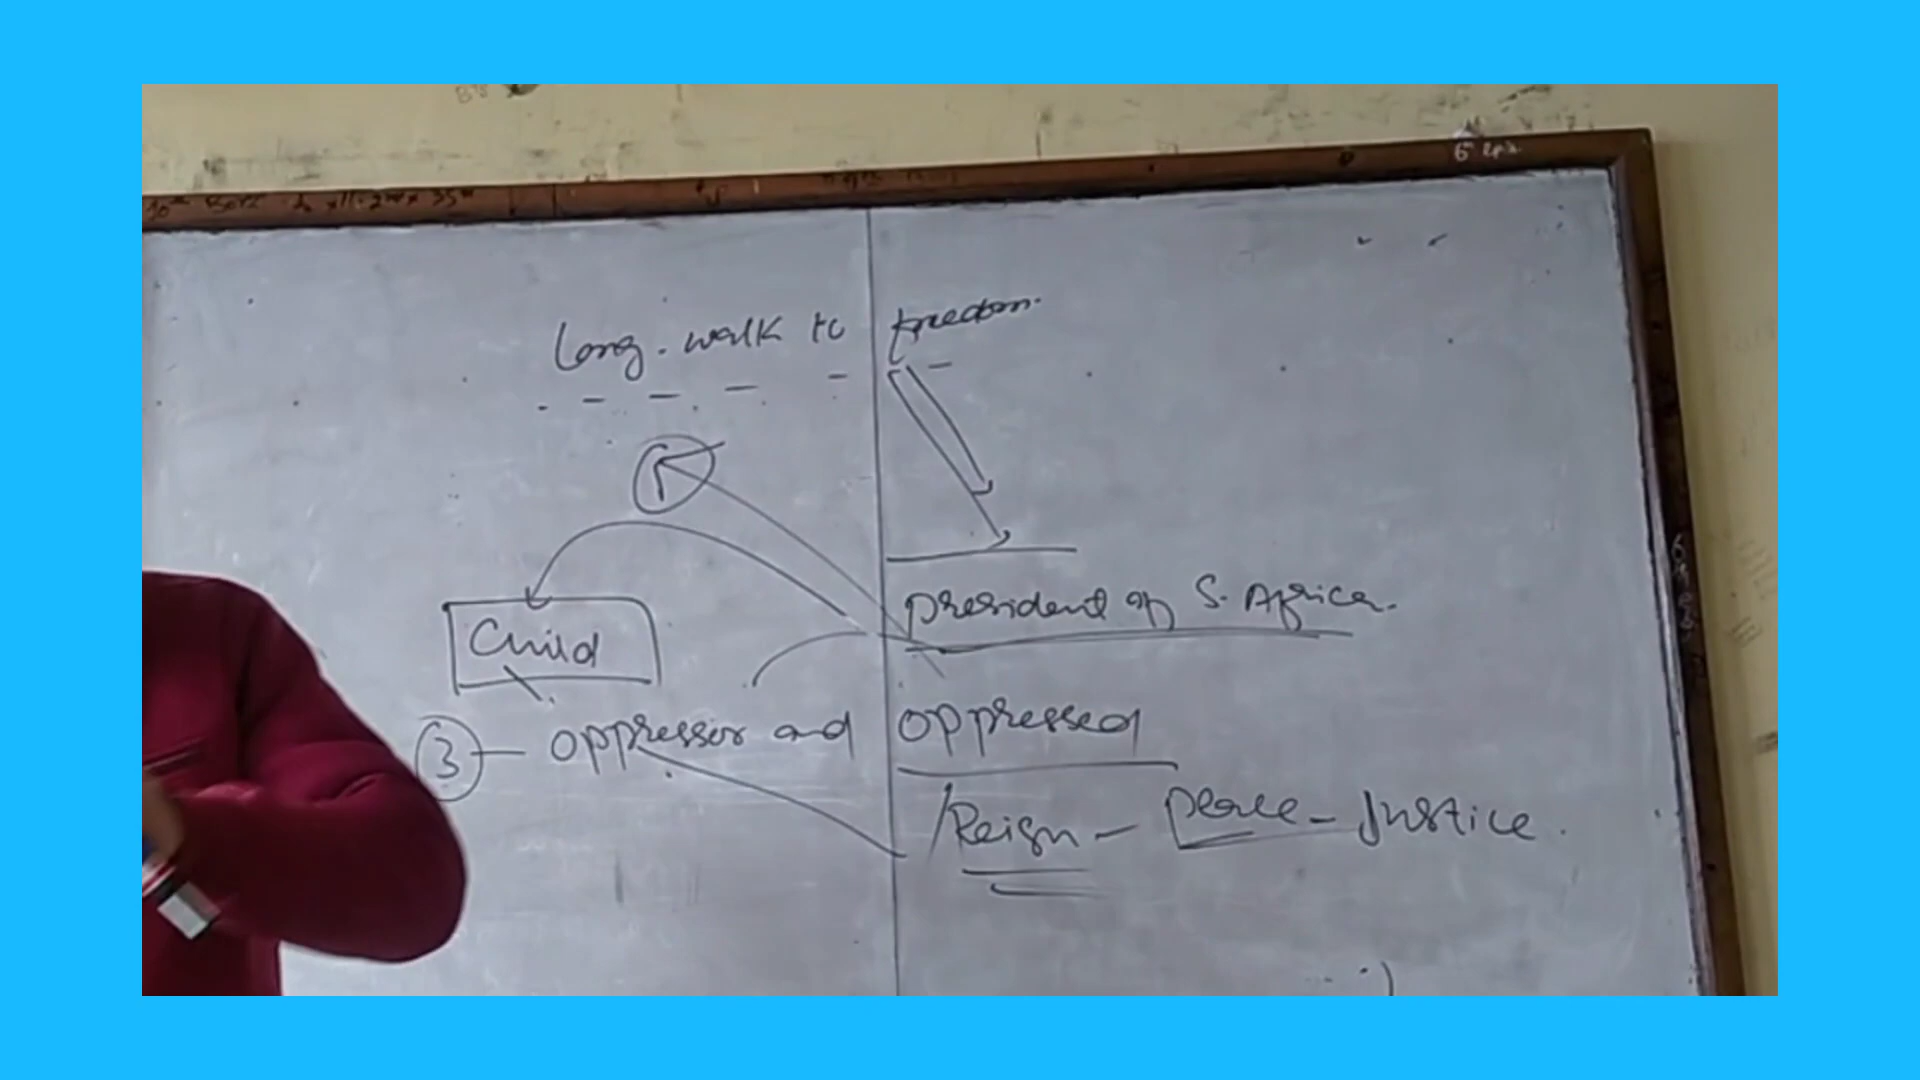 Long. walk to freedom.
1
president of S. Africa.
Child
3 — oppressor and oppressed
Reign – peace – Justice.